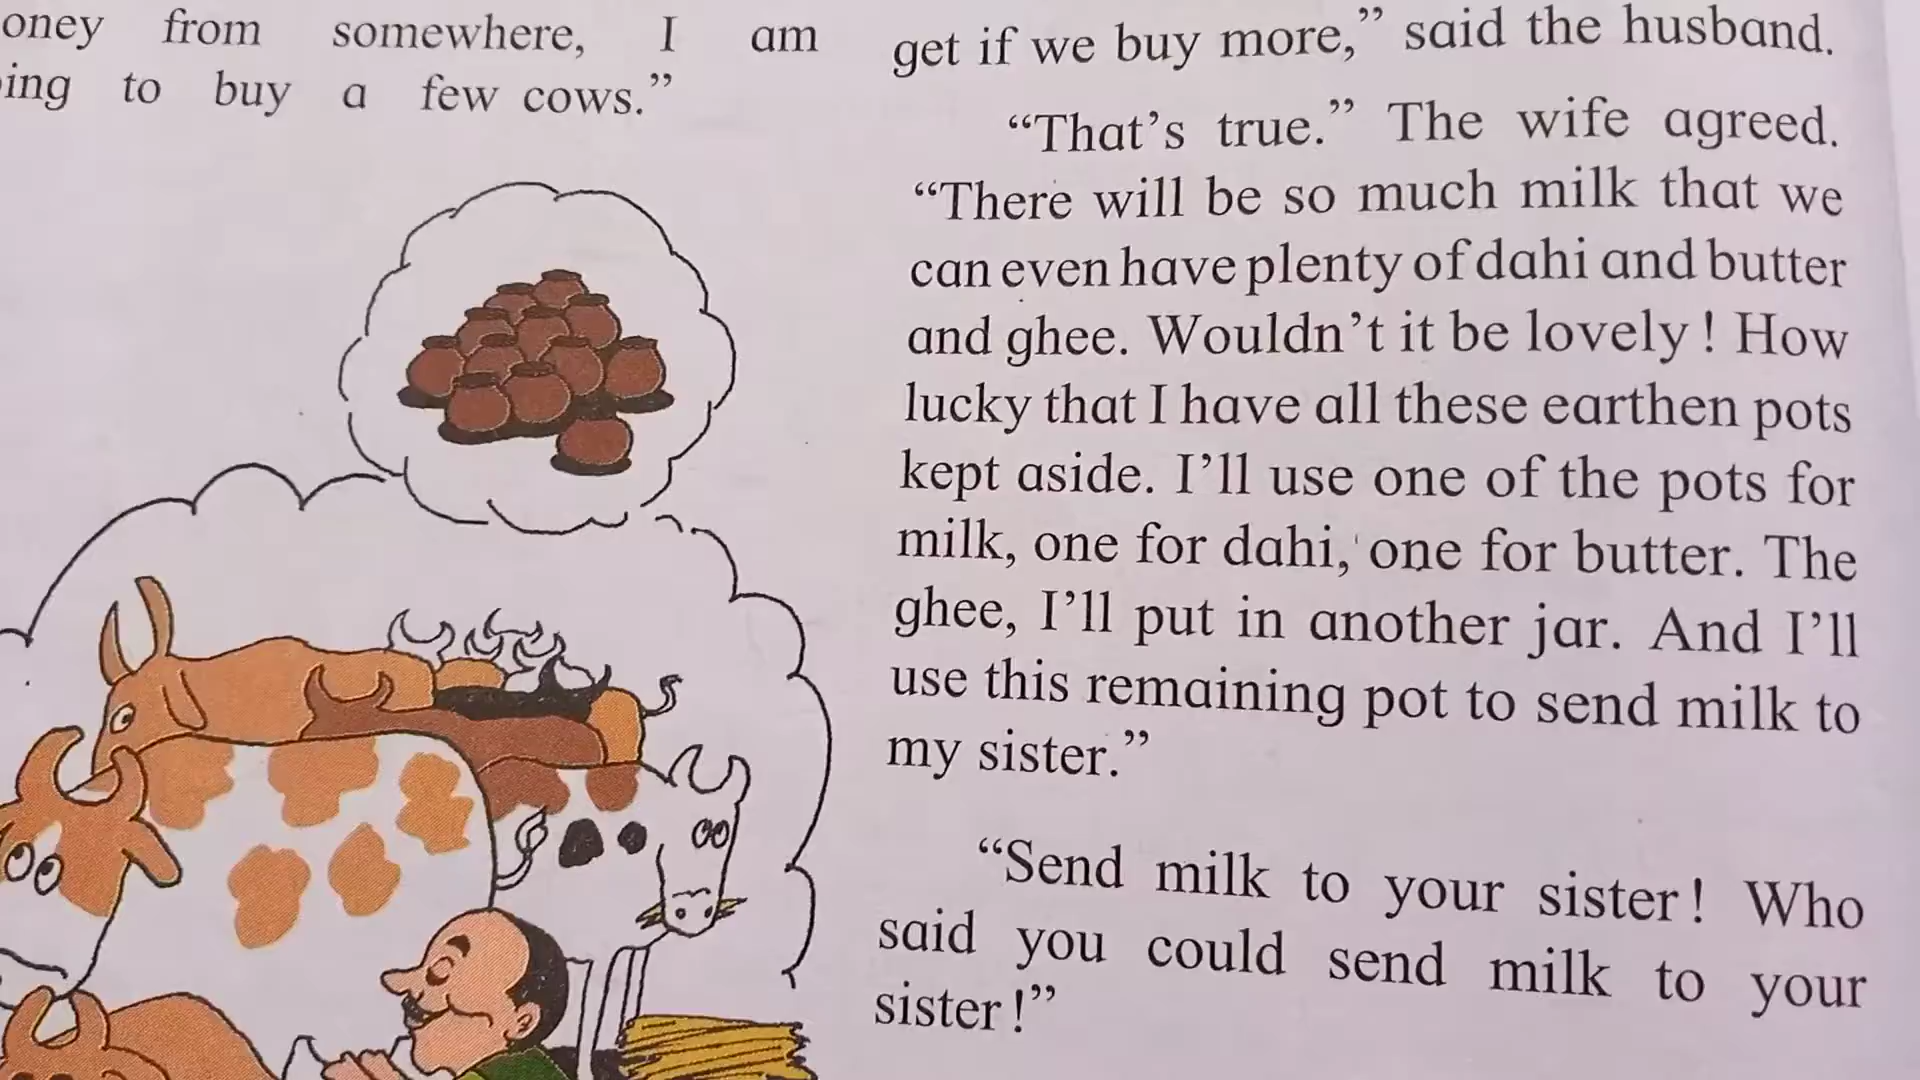 from somewhere, I am
to buy a few cows.”
get if we buy more,” said the husband.
“That’s true.” The wife agreed.
“There will be so much milk that we
can even have plenty of dahi and butter
and ghee. Wouldn’t it be lovely ! How
lucky that I have all these earthen pots
kept aside. I’ll use one of the pots for
milk, one for dahi, one for butter. The
ghee, I’ll put in another jar. And I’ll
use this remaining pot to send milk to
my sister.”
“Send milk to your sister ! Who
said you could send milk to your
sister !”